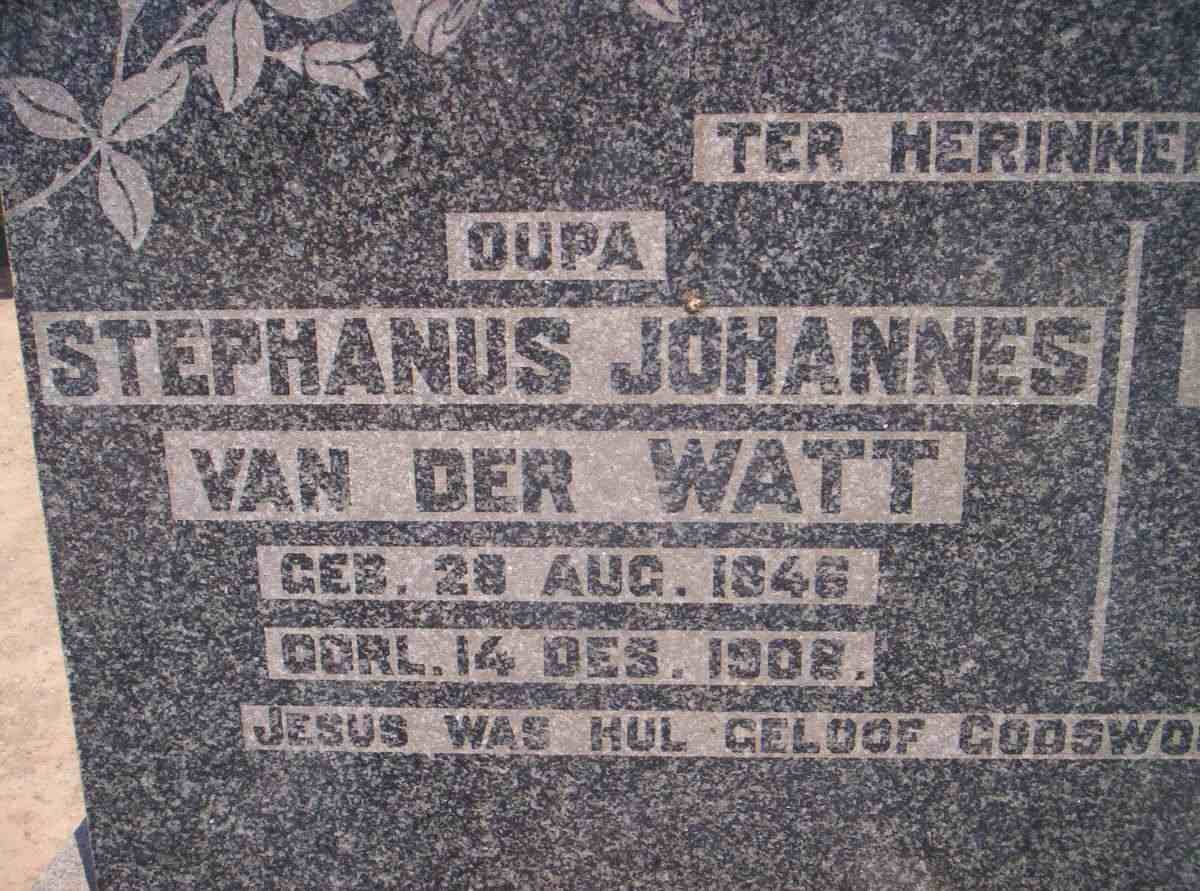 TER HERINNE
OUPA
STEPHANUS JOHANNES
VAN DER WATT
GEB. 28 AUG. 1846
OORL. 14 DES. 1908.
JESUS WAS HUL GELOOF GODSWO